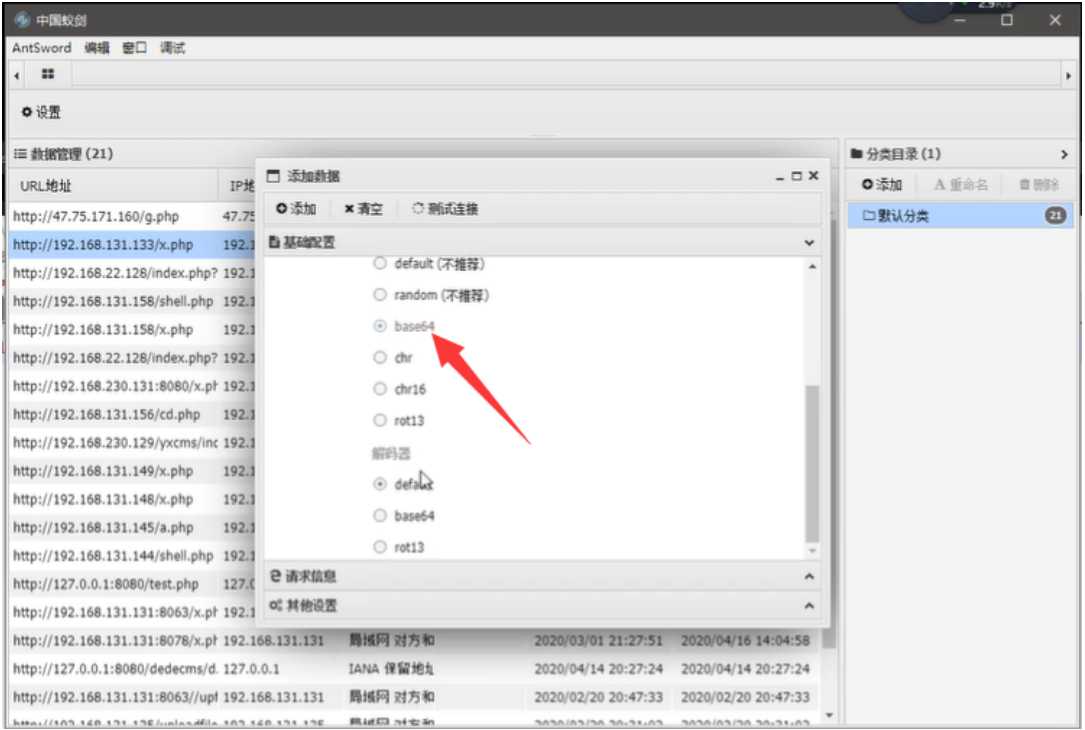 2.9K/s
中国蚁剑
AntSword 编辑 窗口 调试
设置
数据管理 (21)
分类目录 (1)
URL地址 IP地
添加 重命名 删除
默认分类 21
添加数据
添加 清空 测试连接
基础配置
default (不推荐)
random (不推荐)
base64
chr
chr16
rot13
解码器
default
base64
rot13
请求信息
其他设置
http://47.75.171.160/g.php 47.75
http://192.168.131.133/x.php 192.1
http://192.168.22.128/index.php? 192.1
http://192.168.131.158/shell.php 192.1
http://192.168.131.158/x.php 192.1
http://192.168.22.128/index.php? 192.1
http://192.168.230.131:8080/x.ph 192.1
http://192.168.131.156/cd.php 192.1
http://192.168.230.129/yxcms/inc 192.1
http://192.168.131.149/x.php 192.1
http://192.168.131.148/x.php 192.1
http://192.168.131.145/a.php 192.1
http://192.168.131.144/shell.php 192.1
http://127.0.0.1:8080/test.php 127.0
http://192.168.131.131:8063/x.ph 192.1
http://192.168.131.131:8078/x.ph 192.168.131.131 局域网 对方和 2020/03/01 21:27:51 2020/04/16 14:04:58
http://127.0.0.1:8080/dedecms/d. 127.0.0.1 IANA 保留地址 2020/04/14 20:27:24 2020/04/14 20:27:24
http://192.168.131.131:8063//upf 192.168.131.131 局域网 对方和 2020/02/20 20:47:33 2020/02/20 20:47:33